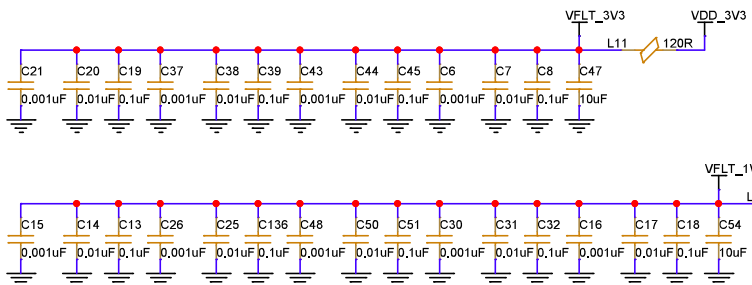 VFLT_3V3 VDD_3V3
L11 120R
C21 C20 C19 C37 C38 C39 C43 C44 C45 C6 C7 C8 C47
0.001uF 0.01uF 0.1uF 0.001uF 0.01uF 0.1uF 0.001uF 0.01uF 0.1uF 0.001uF 0.01uF 0.1uF 10uF
VFLT_1V
L
C15 C14 C13 C26 C25 C136 C48 C50 C51 C30 C31 C32 C16 C17 C18 C54
0.001uF 0.01uF 0.1uF 0.001uF 0.01uF 0.1uF 0.001uF 0.01uF 0.1uF 0.001uF 0.01uF 0.1uF 0.001uF 0.01uF 0.1uF 10uF